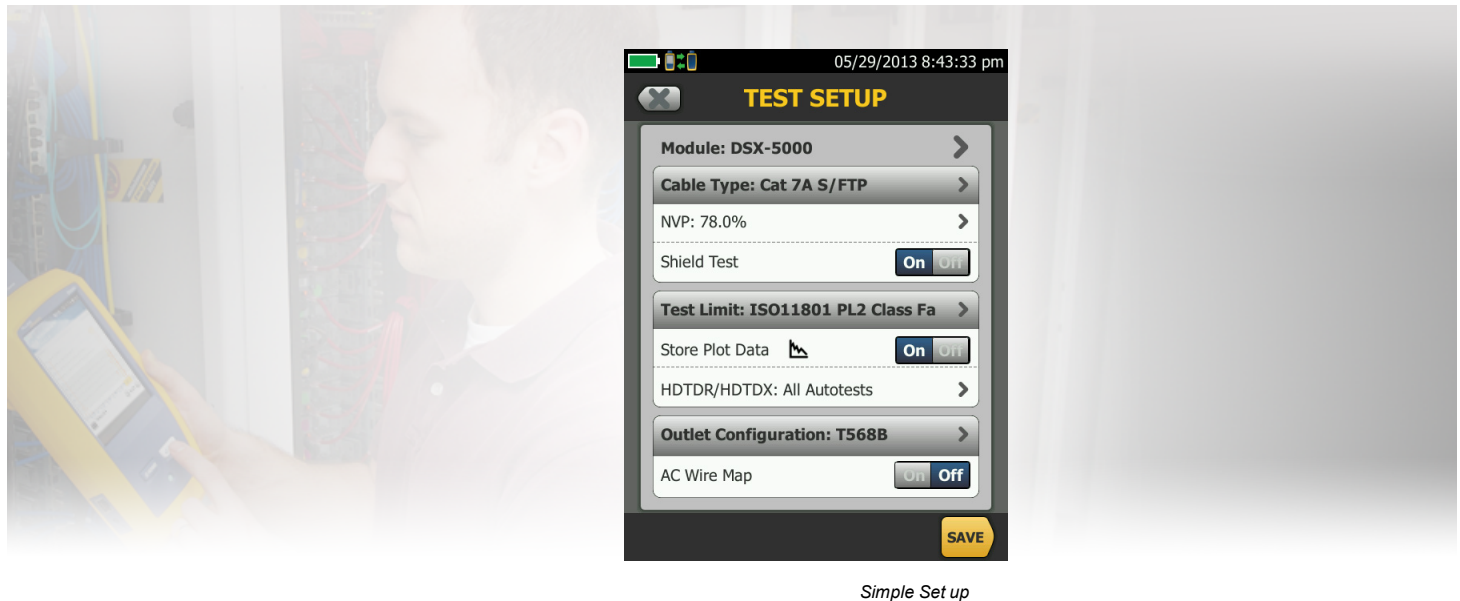 05/29/2013 8:43:33 pm
TEST SETUP
Module: DSX-5000
Cable Type: Cat 7A S/FTP
NVP: 78.0%
Shield Test On Off
Test Limit: ISO11801 PL2 Class Fa
Store Plot Data On Off
HDTDR/HDTDX: All Autotests
Outlet Configuration: T568B
AC Wire Map On Off
SAVE
Simple Set up